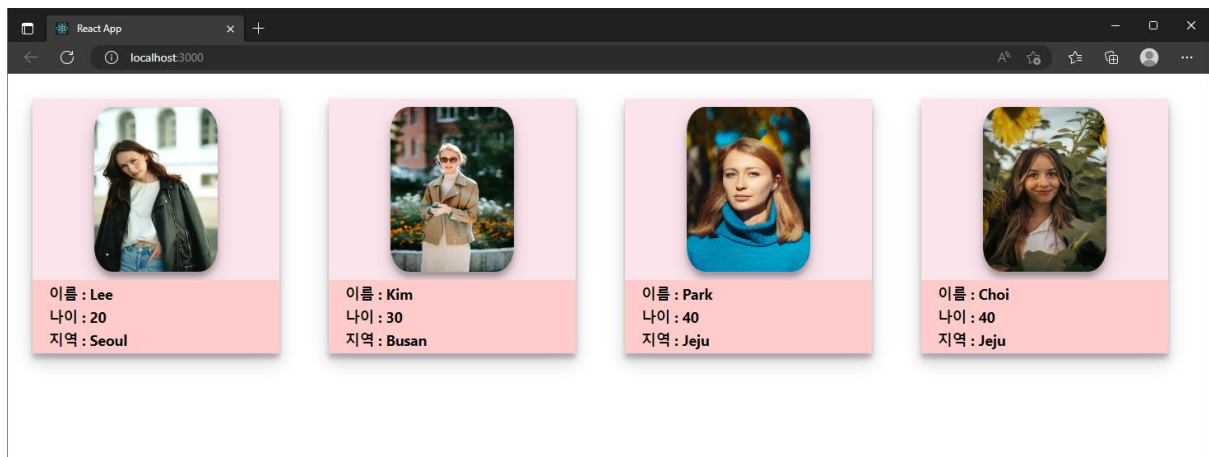 React App
localhost:3000
이름 : Lee
나이 : 20
지역 : Seoul
이름 : Kim
나이 : 30
지역 : Busan
이름 : Park
나이 : 40
지역 : Jeju
이름 : Choi
나이 : 40
지역 : Jeju